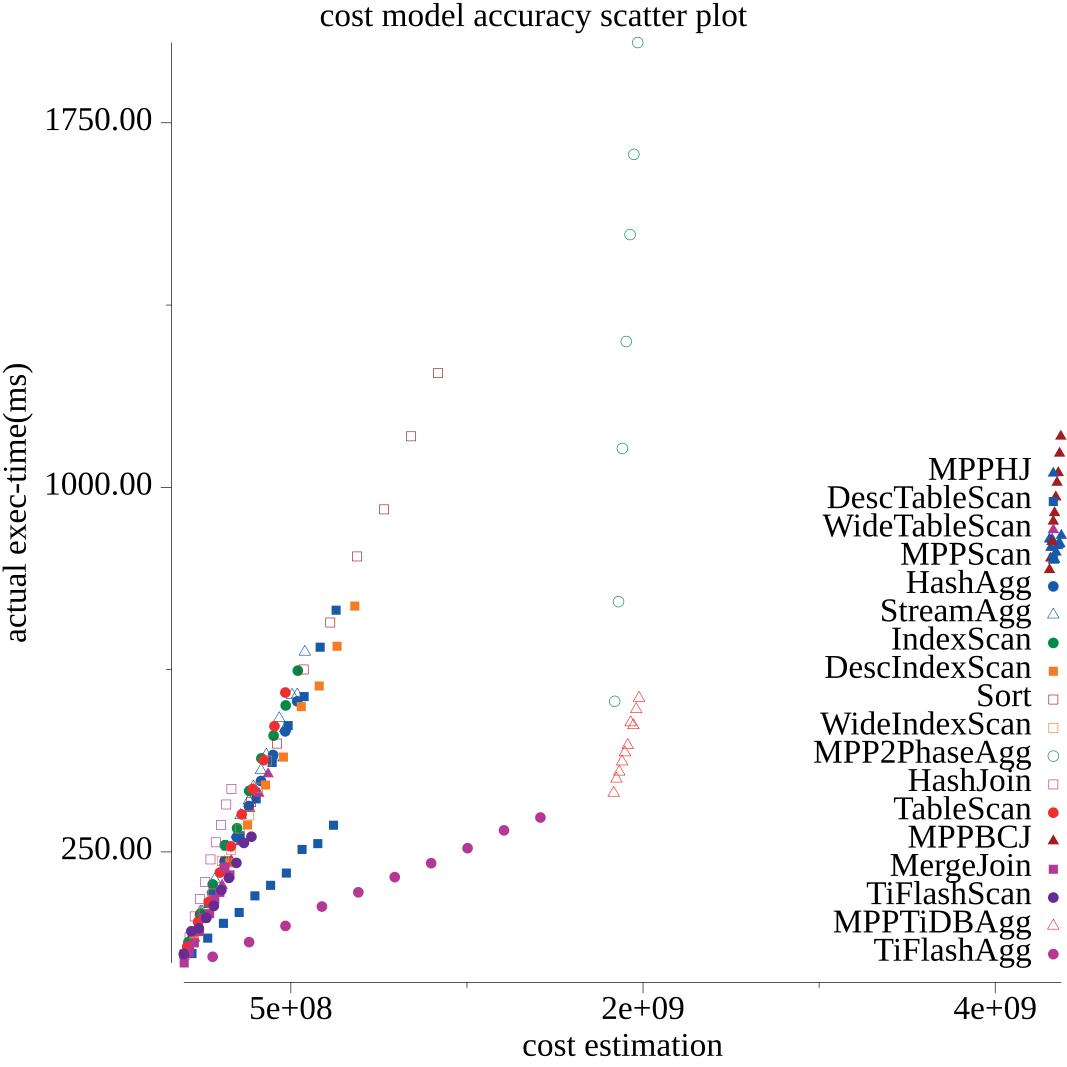 cost model accuracy scatter plot
1750.00
1000.00
250.00
actual exec-time(ms)
MPPHJ
DescTableScan
WideTableScan
MPPScan
HashAgg
StreamAgg
IndexScan
DescIndexScan
Sort
WideIndexScan
MPP2PhaseAgg
HashJoin
TableScan
MPPBCJ
MergeJoin
TiFlashScan
MPPTiDBAgg
TiFlashAgg
5e+08
2e+09
4e+09
cost estimation